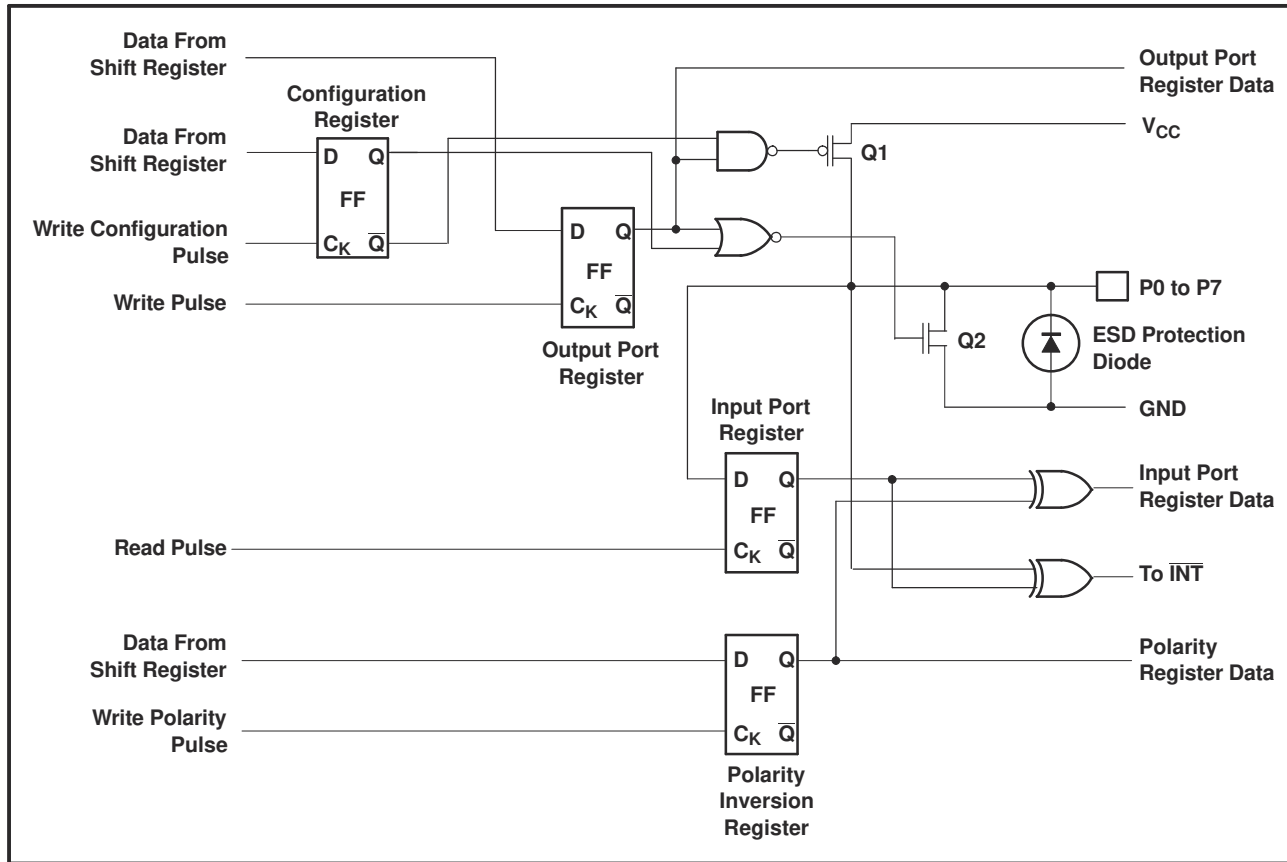 Data From
Shift Register
Output Port
Register Data
Configuration
Register
VCC
Data From
Shift Register
D Q
Q1
FF
Write Configuration
Pulse
CK Q̅
D Q
FF
P0 to P7
Write Pulse
CK Q̅
Q2
ESD Protection
Diode
Output Port
Register
GND
Input Port
Register
D Q
Input Port
Register Data
FF
Read Pulse
CK Q̅
To I̅N̅T̅
Data From
Shift Register
D Q
Polarity
Register Data
FF
Write Polarity
Pulse
CK Q̅
Polarity
Inversion
Register